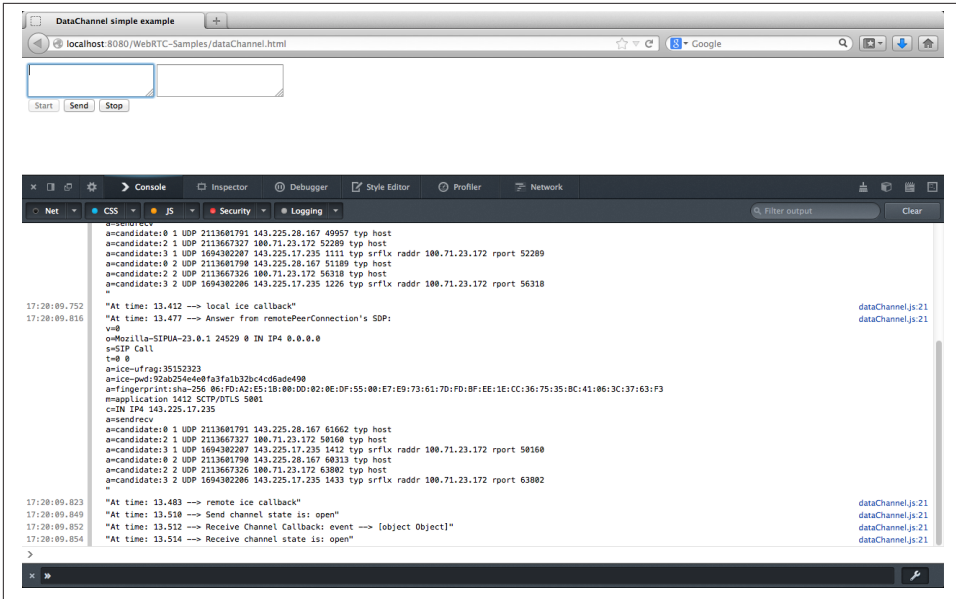 DataChannel simple example
localhost:8080/WebRTC-Samples/dataChannel.html
Google
Start Send Stop
Console Inspector Debugger Style Editor Profiler Network
Net CSS JS Security Logging Filter output Clear
a=sendrecv
a=candidate:0 1 UDP 2113601791 143.225.28.167 49957 typ host
a=candidate:2 1 UDP 2113667327 100.71.23.172 52289 typ host
a=candidate:3 1 UDP 1694302207 143.225.17.235 1111 typ srflx raddr 100.71.23.172 rport 52289
a=candidate:0 2 UDP 2113601790 143.225.28.167 51189 typ host
a=candidate:2 2 UDP 2113667326 100.71.23.172 56318 typ host
a=candidate:3 2 UDP 1694302206 143.225.17.235 1226 typ srflx raddr 100.71.23.172 rport 56318
"
17:20:09.752 "At time: 13.412 --> local ice callback" dataChannel.js:21
17:20:09.816 "At time: 13.477 --> Answer from remotePeerConnection's SDP: dataChannel.js:21
v=0
o=Mozilla-SIPUA-23.0.1 24529 0 IN IP4 0.0.0.0
s=SIP Call
t=0 0
a=ice-ufrag:35152323
a=ice-pwd:92ab254e4e0fa3fa1b32bc4cd6ade490
a=fingerprint:sha-256 06:FD:A2:E5:1B:00:DD:02:0E:DF:55:00:E7:E9:73:61:7D:FD:BF:EE:1E:CC:36:75:35:BC:41:06:3C:37:63:F3
m=application 1412 SCTP/DTLS 5001
c=IN IP4 143.225.17.235
a=sendrecv
a=candidate:0 1 UDP 2113601791 143.225.28.167 61662 typ host
a=candidate:2 1 UDP 2113667327 100.71.23.172 50160 typ host
a=candidate:3 1 UDP 1694302207 143.225.17.235 1412 typ srflx raddr 100.71.23.172 rport 50160
a=candidate:0 2 UDP 2113601790 143.225.28.167 60313 typ host
a=candidate:2 2 UDP 2113667326 100.71.23.172 63802 typ host
a=candidate:3 2 UDP 1694302206 143.225.17.235 1433 typ srflx raddr 100.71.23.172 rport 63802
"
17:20:09.823 "At time: 13.483 --> remote ice callback" dataChannel.js:21
17:20:09.849 "At time: 13.510 --> Send channel state is: open" dataChannel.js:21
17:20:09.852 "At time: 13.512 --> Receive Channel Callback: event --> [object Object]" dataChannel.js:21
17:20:09.854 "At time: 13.514 --> Receive channel state is: open" dataChannel.js:21